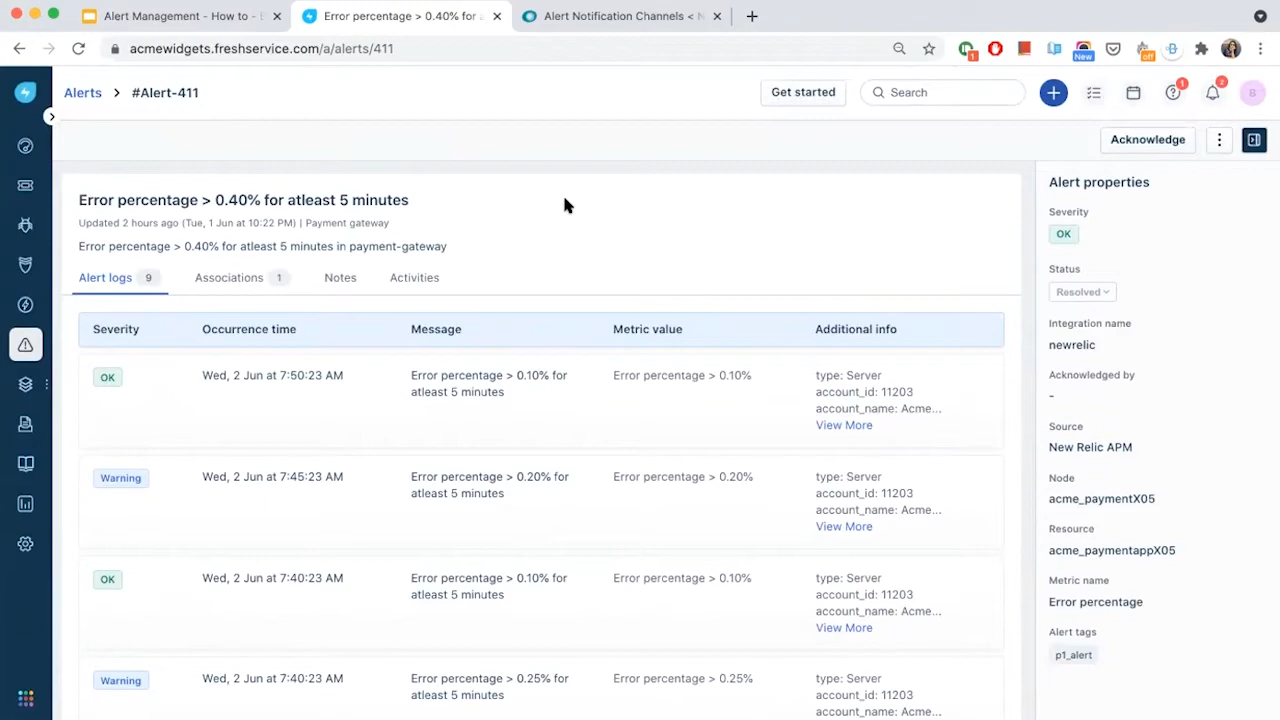 Alert Management - How to -
Error percentage > 0.40% for
Alert Notification Channels <
acmewidgets.freshservice.com/a/alerts/411
1
New
off
Alerts > #Alert-411
Get started
Search
1
2
B
Acknowledge
Error percentage > 0.40% for atleast 5 minutes
Updated 2 hours ago (Tue, 1 Jun at 10:22 PM) | Payment gateway
Error percentage > 0.40% for atleast 5 minutes in payment-gateway
Alert logs 9 Associations 1 Notes Activities
Severity Occurrence time Message Metric value Additional info
OK Wed, 2 Jun at 7:50:23 AM Error percentage > 0.10% for Error percentage > 0.10% type: Server
atleast 5 minutes account_id: 11203
account_name: Acme...
View More
Warning Wed, 2 Jun at 7:45:23 AM Error percentage > 0.20% for Error percentage > 0.20% type: Server
atleast 5 minutes account_id: 11203
account_name: Acme...
View More
OK Wed, 2 Jun at 7:40:23 AM Error percentage > 0.10% for Error percentage > 0.10% type: Server
atleast 5 minutes account_id: 11203
account_name: Acme...
View More
Warning Wed, 2 Jun at 7:40:23 AM Error percentage > 0.25% for Error percentage > 0.25% type: Server
atleast 5 minutes account_id: 11203
account_name: Acme...
Alert properties
Severity
OK
Status
Resolved
Integration name
newrelic
Acknowledged by
-
Source
New Relic APM
Node
acme_paymentX05
Resource
acme_paymentappX05
Metric name
Error percentage
Alert tags
p1_alert